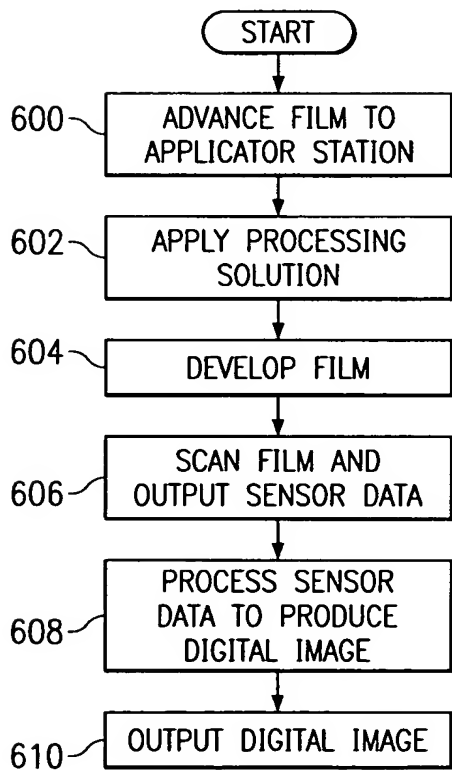 START
600
ADVANCE FILM TO
APPLICATOR STATION
602
APPLY PROCESSING
SOLUTION
604
DEVELOP FILM
606
SCAN FILM AND
OUTPUT SENSOR DATA
608
PROCESS SENSOR
DATA TO PRODUCE
DIGITAL IMAGE
610
OUTPUT DIGITAL IMAGE